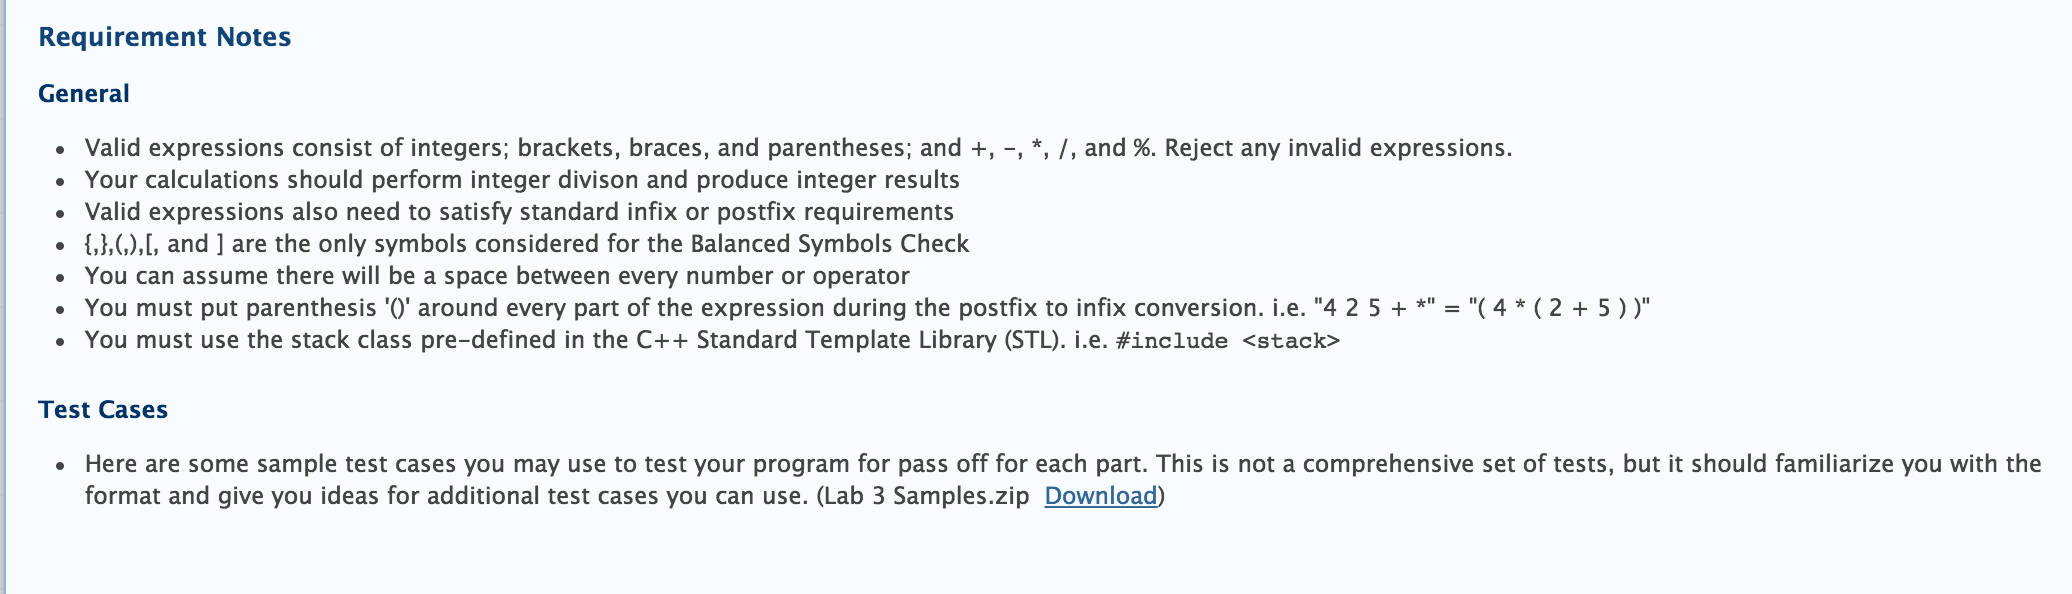 Requirement Notes
General
• Valid expressions consist of integers; brackets, braces, and parentheses; and +, -, *, /, and %. Reject any invalid expressions.
• Your calculations should perform integer divison and produce integer results
• Valid expressions also need to satisfy standard infix or postfix requirements
• {,},(,),[, and ] are the only symbols considered for the Balanced Symbols Check
• You can assume there will be a space between every number or operator
• You must put parenthesis '()' around every part of the expression during the postfix to infix conversion. i.e. "4 2 5 + *" = "( 4 * ( 2 + 5 ) )"
• You must use the stack class pre-defined in the C++ Standard Template Library (STL). i.e. #include <stack>
Test Cases
• Here are some sample test cases you may use to test your program for pass off for each part. This is not a comprehensive set of tests, but it should familiarize you with the
format and give you ideas for additional test cases you can use. (Lab 3 Samples.zip Download)